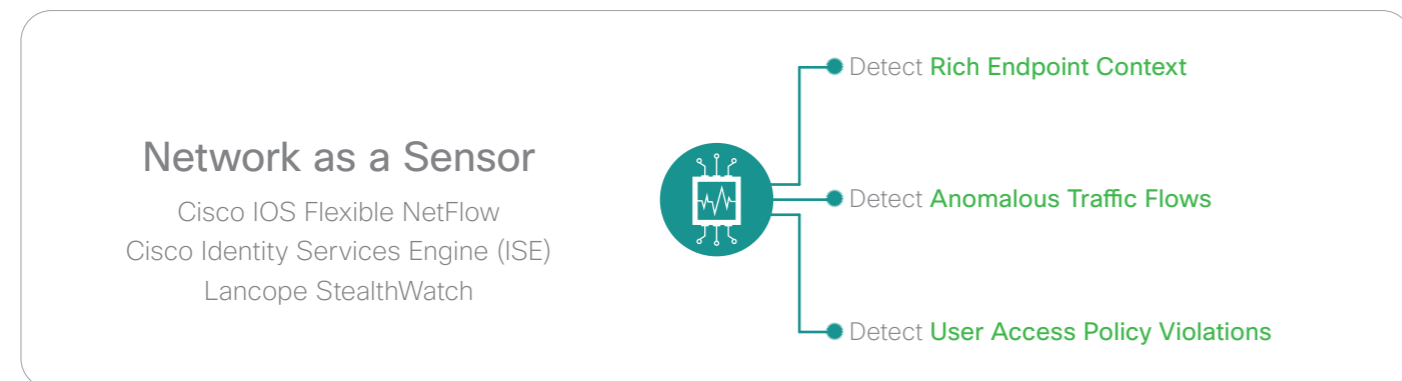 Network as a Sensor
Cisco IOS Flexible NetFlow
Cisco Identity Services Engine (ISE)
Lancope StealthWatch
Detect Rich Endpoint Context
Detect Anomalous Traffic Flows
Detect User Access Policy Violations